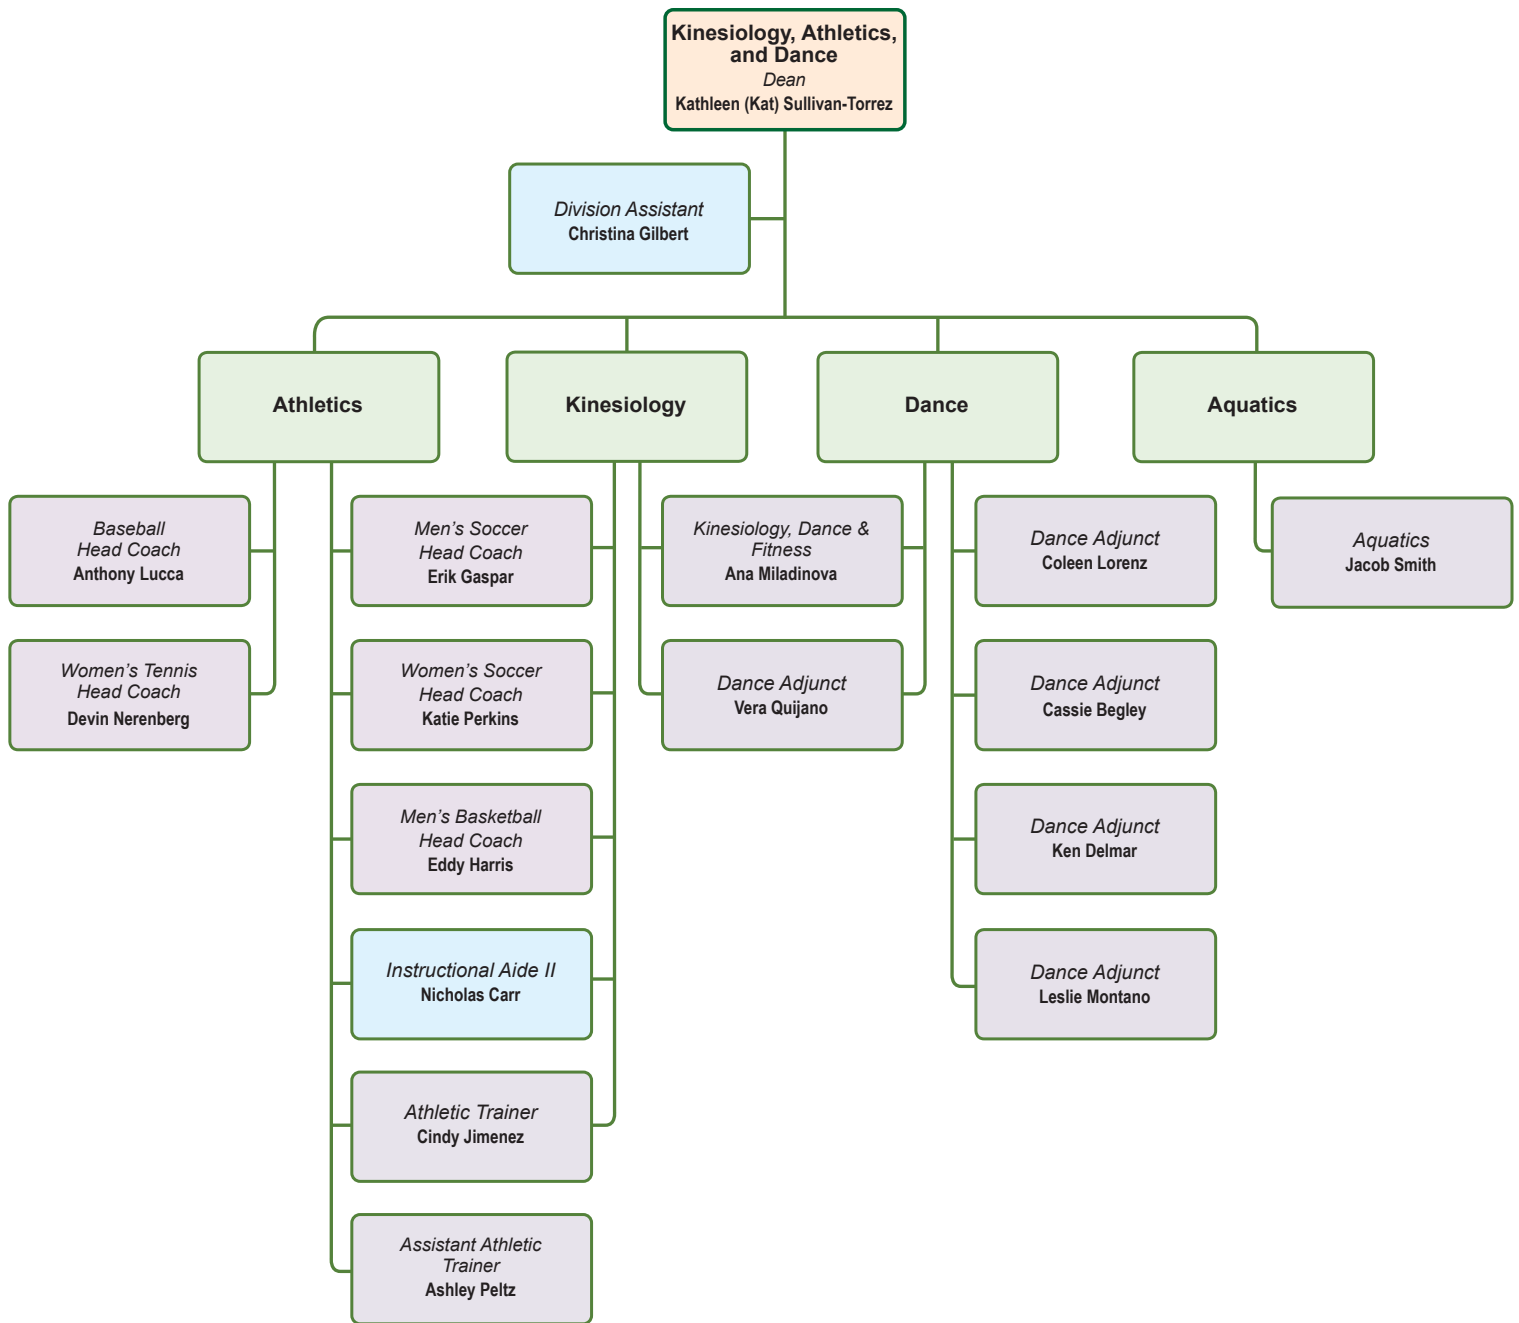 Kinesiology, Athletics,
and Dance
Dean
Kathleen (Kat) Sullivan-Torrez
Division Assistant
Christina Gilbert
Athletics
Kinesiology
Dance
Aquatics
Baseball
Head Coach
Anthony Lucca
Men’s Soccer
Head Coach
Erik Gaspar
Kinesiology, Dance &
Fitness
Ana Miladinova
Dance Adjunct
Coleen Lorenz
Aquatics
Jacob Smith
Women’s Tennis
Head Coach
Devin Nerenberg
Women’s Soccer
Head Coach
Katie Perkins
Dance Adjunct
Vera Quijano
Dance Adjunct
Cassie Begley
Men’s Basketball
Head Coach
Eddy Harris
Dance Adjunct
Ken Delmar
Instructional Aide II
Nicholas Carr
Dance Adjunct
Leslie Montano
Athletic Trainer
Cindy Jimenez
Assistant Athletic
Trainer
Ashley Peltz